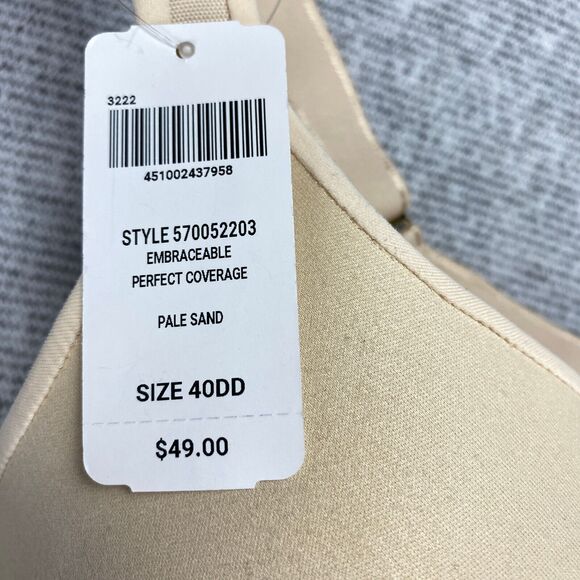 3222
451002437958
STYLE 570052203
EMBRACEABLE
PERFECT COVERAGE
PALE SAND
SIZE 40DD
$49.00